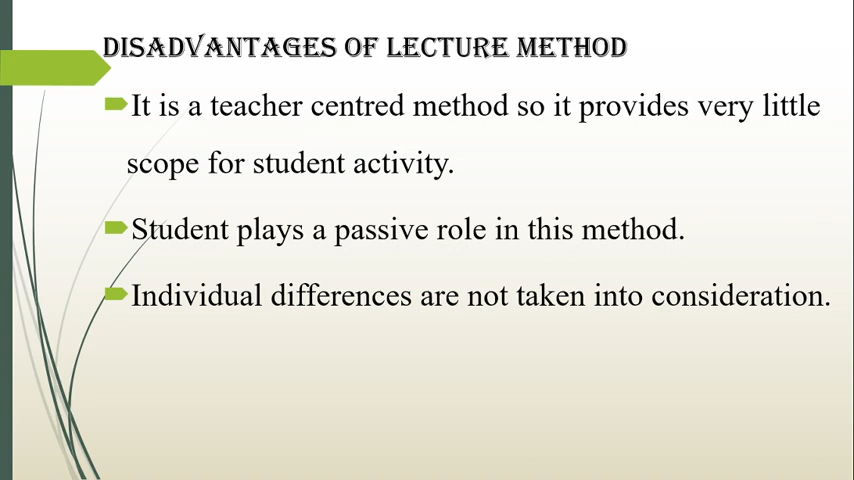 DISADVANTAGES OF LECTURE METHOD
It is a teacher centred method so it provides very little
scope for student activity.
Student plays a passive role in this method.
Individual differences are not taken into consideration.